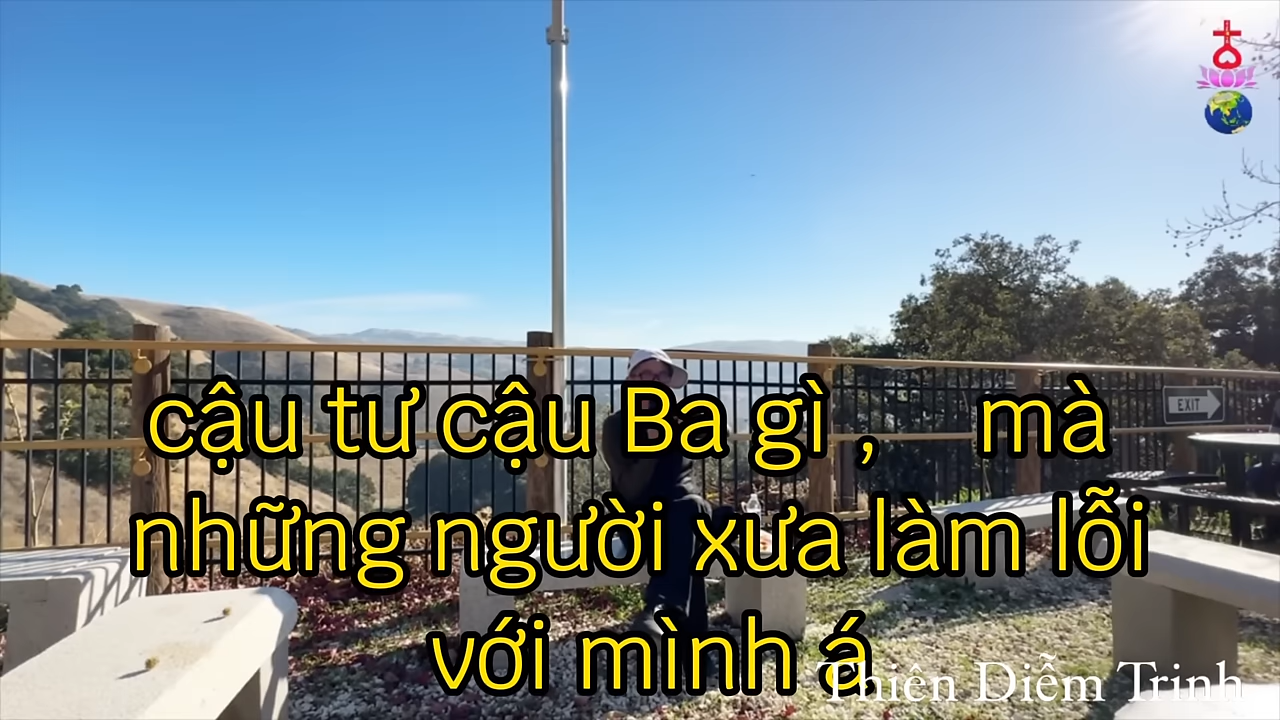 EXIT
cậu tư cậu Ba gì , mà
những người xưa làm lỗi
với mình á
Thiên Diễm Trinh